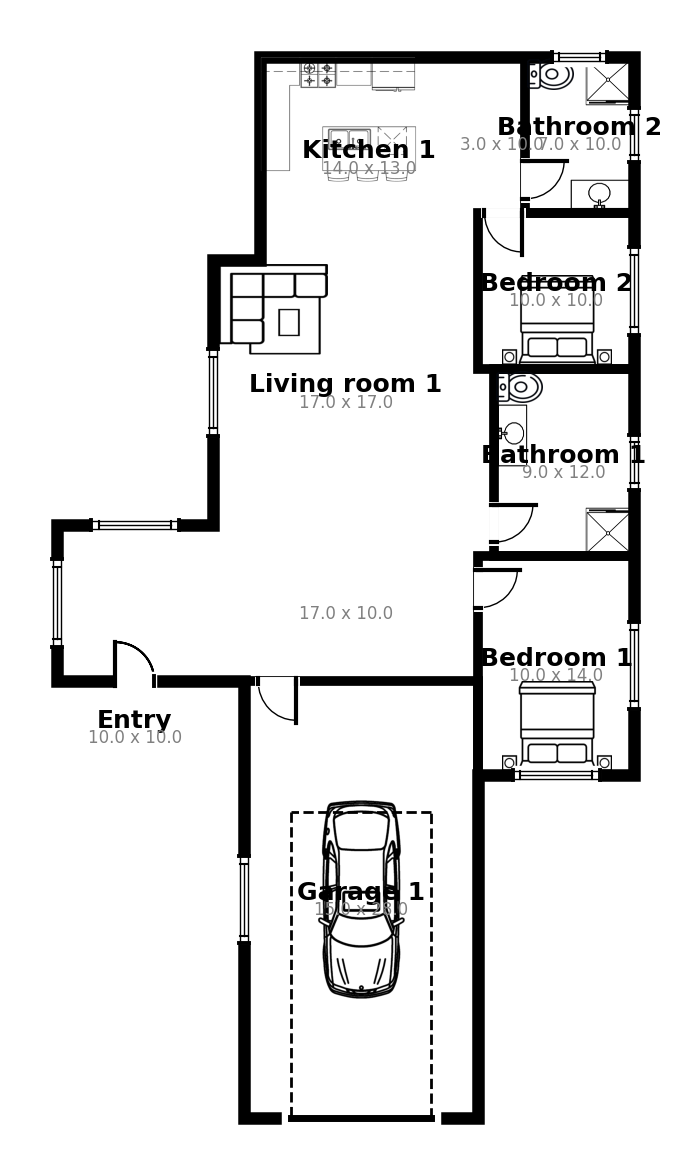 Bathroom 2
3.0 x 10.0
7.0 x 10.0
Kitchen 1
14.0 x 13.0
Bedroom 2
10.0 x 10.0
Living room 1
17.0 x 17.0
Bathroom 1
9.0 x 12.0
17.0 x 10.0
Bedroom 1
10.0 x 14.0
Entry
10.0 x 10.0
Garage 1
15.0 x 28.0